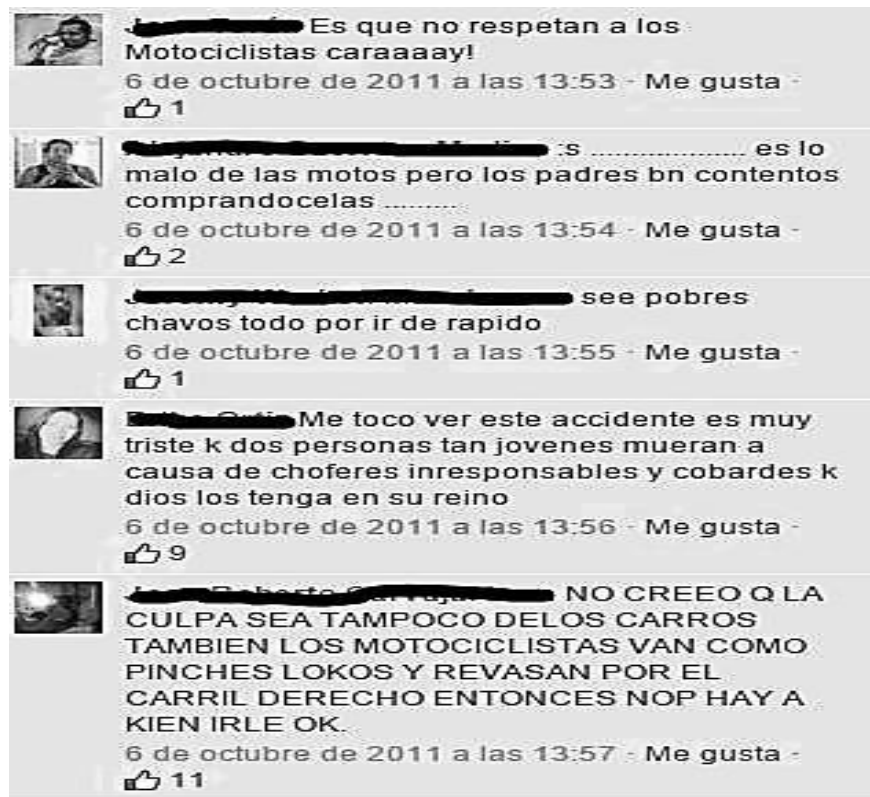 Es que no respetan a los
Motociclistas caraaaay!
6 de octubre de 2011 a las 13:53 · Me gusta ·
1
:s ................... es lo
malo de las motos pero los padres bn contentos
comprandocelas .........
6 de octubre de 2011 a las 13:54 · Me gusta ·
2
see pobres
chavos todo por ir de rapido
6 de octubre de 2011 a las 13:55 · Me gusta ·
1
Me toco ver este accidente es muy
triste k dos personas tan jovenes mueran a
causa de choferes inresponsables y cobardes k
dios los tenga en su reino
6 de octubre de 2011 a las 13:56 · Me gusta ·
9
NO CREEO Q LA
CULPA SEA TAMPOCO DELOS CARROS
TAMBIEN LOS MOTOCICLISTAS VAN COMO
PINCHES LOKOS Y REVASAN POR EL
CARRIL DERECHO ENTONCES NOP HAY A
KIEN IRLE OK.
6 de octubre de 2011 a las 13:57 · Me gusta ·
11